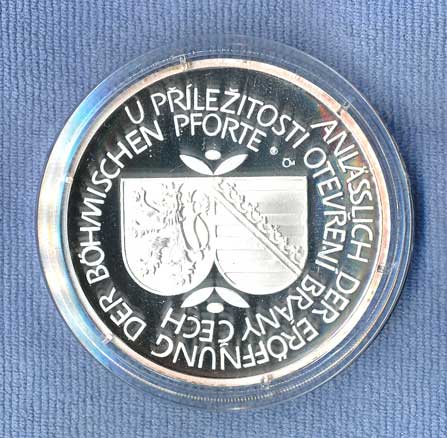 ANLÄSSLICH DER ERÖFFNUNG DER BÖHMISCHEN PFORTE
U PŘÍLEŽITOSTI OTEVŘENÍ BRÁNY ČECH